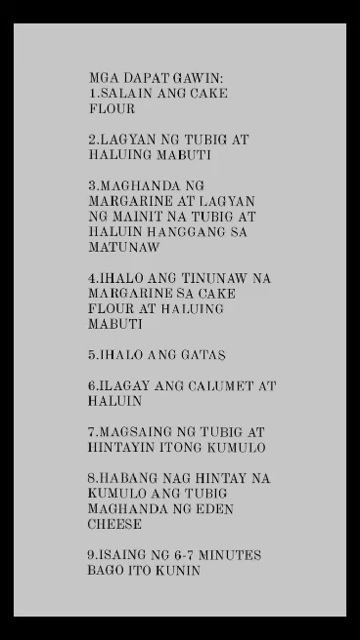 MGA DAPAT GAWIN:
1.SALAIN ANG CAKE
FLOUR
2.LAGYAN NG TUBIG AT
HALUING MABUTI
3.MAGHANDA NG
MARGARINE AT LAGYAN
NG MAINIT NA TUBIG AT
HALUIN HANGGANG SA
MATUNAW
4.IHALO ANG TINUNAW NA
MARGARINE SA CAKE
FLOUR AT HALUING
MABUTI
5.IHALO ANG GATAS
6.ILAGAY ANG CALUMET AT
HALUIN
7.MAGSAING NG TUBIG AT
HINTAYIN ITONG KUMULO
8.HABANG NAG HINTAY NA
KUMULO ANG TUBIG
MAGHANDA NG EDEN
CHEESE
9.ISAING NG 6-7 MINUTES
BAGO ITO KUNIN